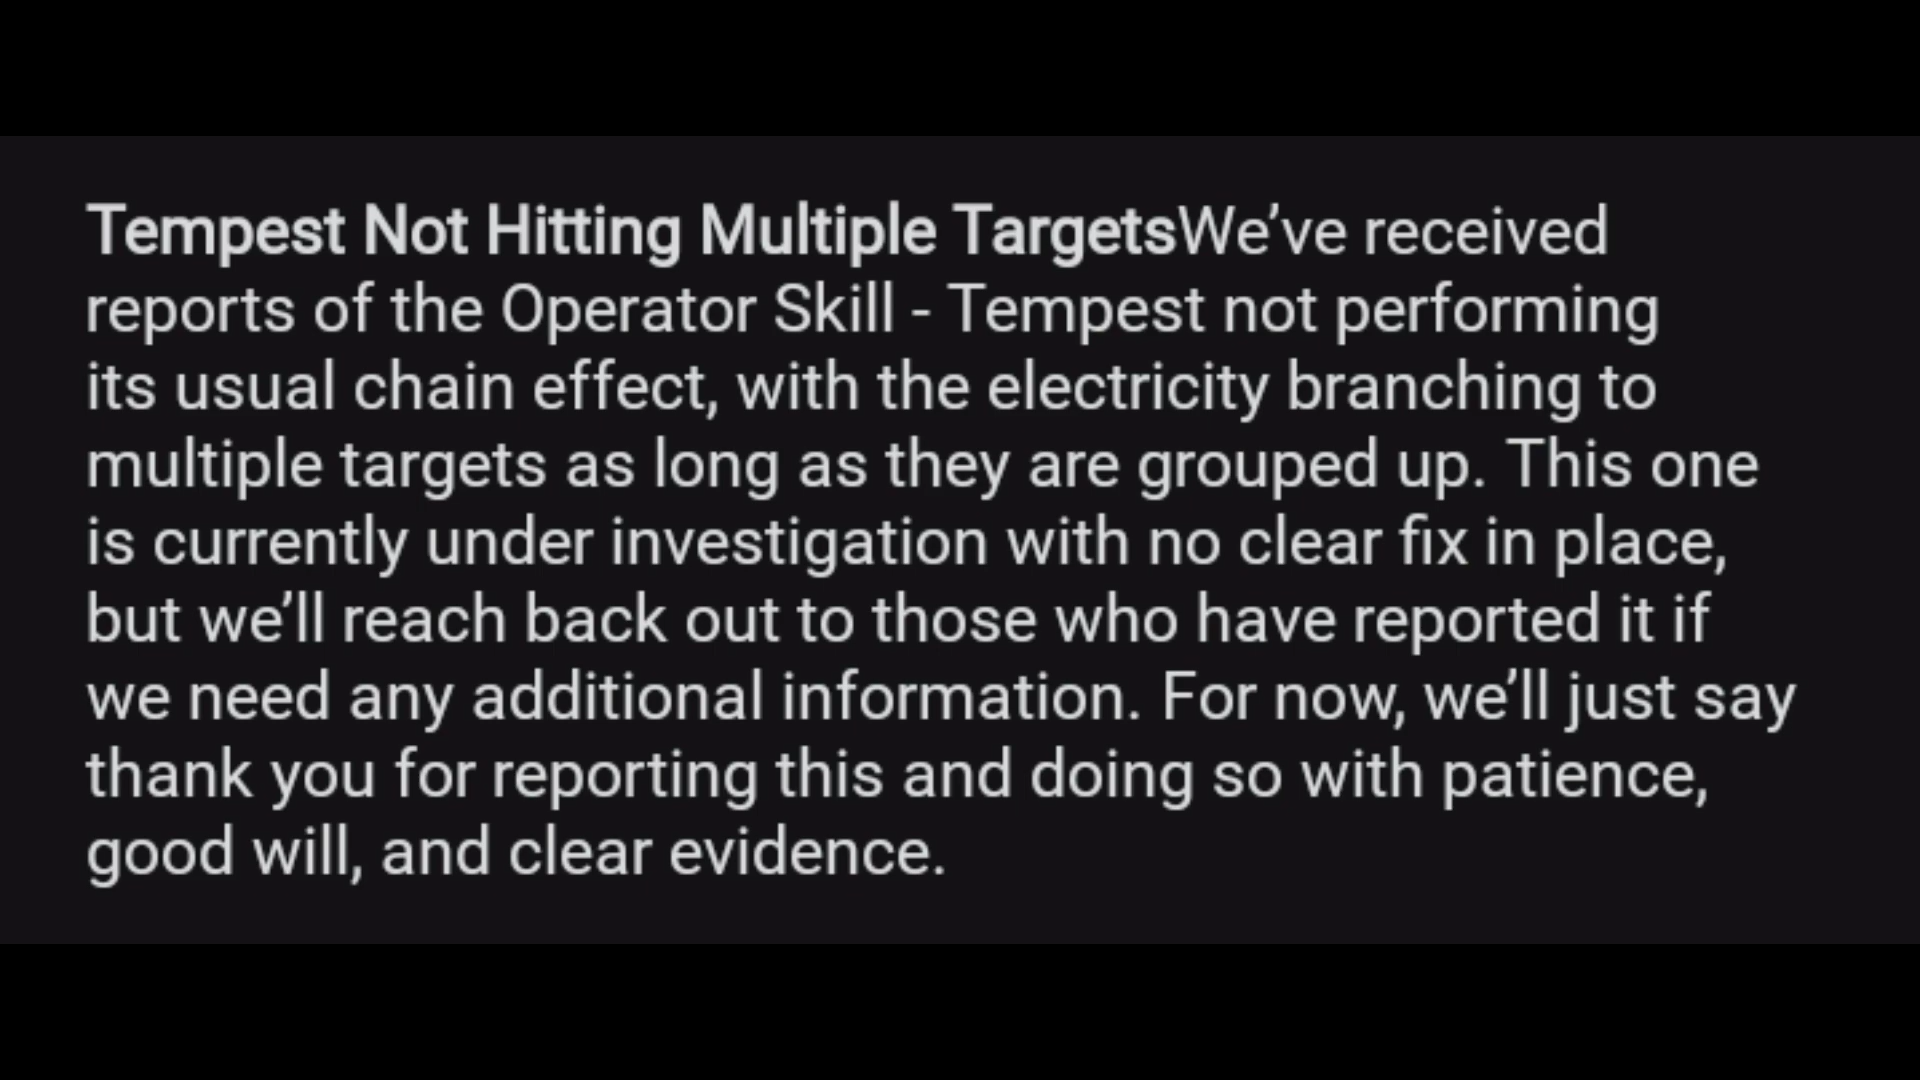 Tempest Not Hitting Multiple TargetsWe’ve received
reports of the Operator Skill - Tempest not performing
its usual chain effect, with the electricity branching to
multiple targets as long as they are grouped up. This one
is currently under investigation with no clear fix in place,
but we’ll reach back out to those who have reported it if
we need any additional information. For now, we’ll just say
thank you for reporting this and doing so with patience,
good will, and clear evidence.